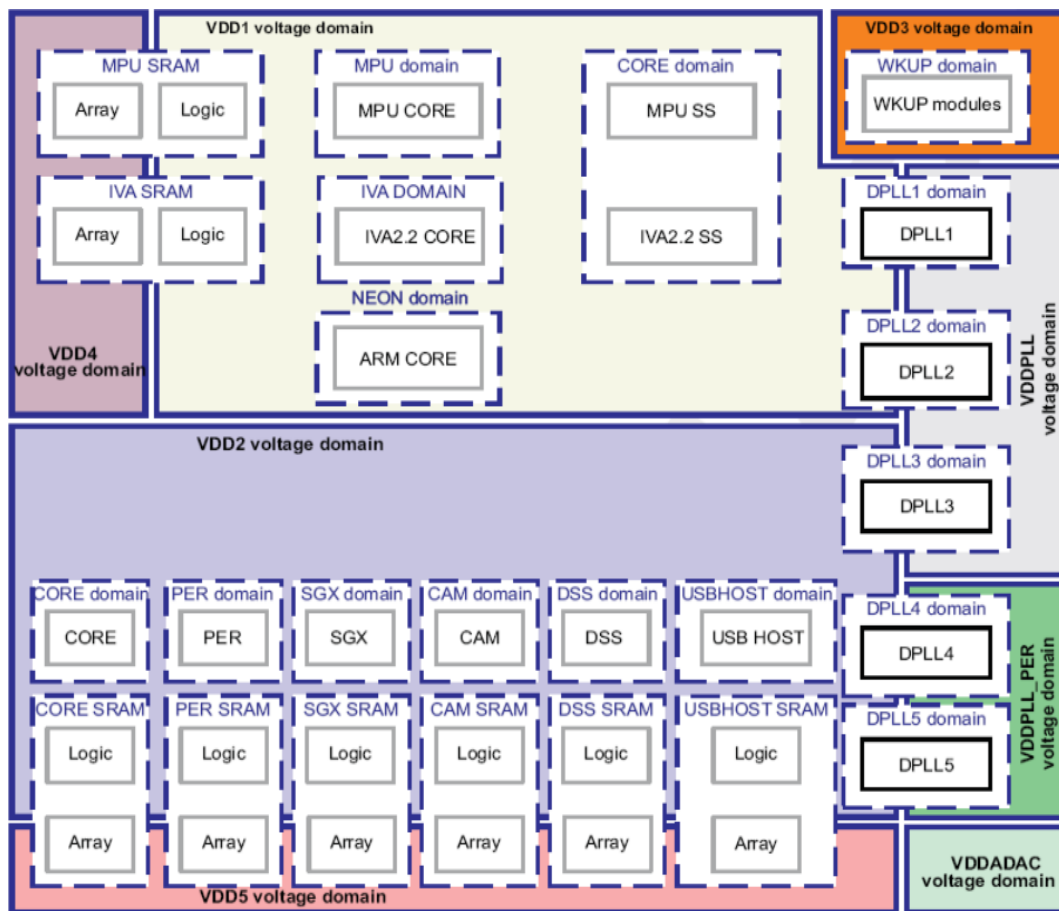 VDD1 voltage domain
VDD3 voltage domain
MPU SRAM
MPU domain
CORE domain
WKUP domain
Array
Logic
MPU CORE
MPU SS
WKUP modules
IVA SRAM
IVA DOMAIN
DPLL1 domain
Array
Logic
IVA2.2 CORE
IVA2.2 SS
DPLL1
NEON domain
DPLL2 domain
VDD4
voltage domain
ARM CORE
DPLL2
VDDPLL
voltage domain
VDD2 voltage domain
DPLL3 domain
DPLL3
CORE domain
PER domain
SGX domain
CAM domain
DSS domain
USBHOST domain
DPLL4 domain
CORE
PER
SGX
CAM
DSS
USB HOST
DPLL4
VDDPLL_PER
voltage domain
CORE SRAM
PER SRAM
SGX SRAM
CAM SRAM
DSS SRAM
USBHOST SRAM
DPLL5 domain
Logic
Logic
Logic
Logic
Logic
Logic
DPLL5
Array
Array
Array
Array
Array
Array
VDD5 voltage domain
VDDADAC
voltage domain